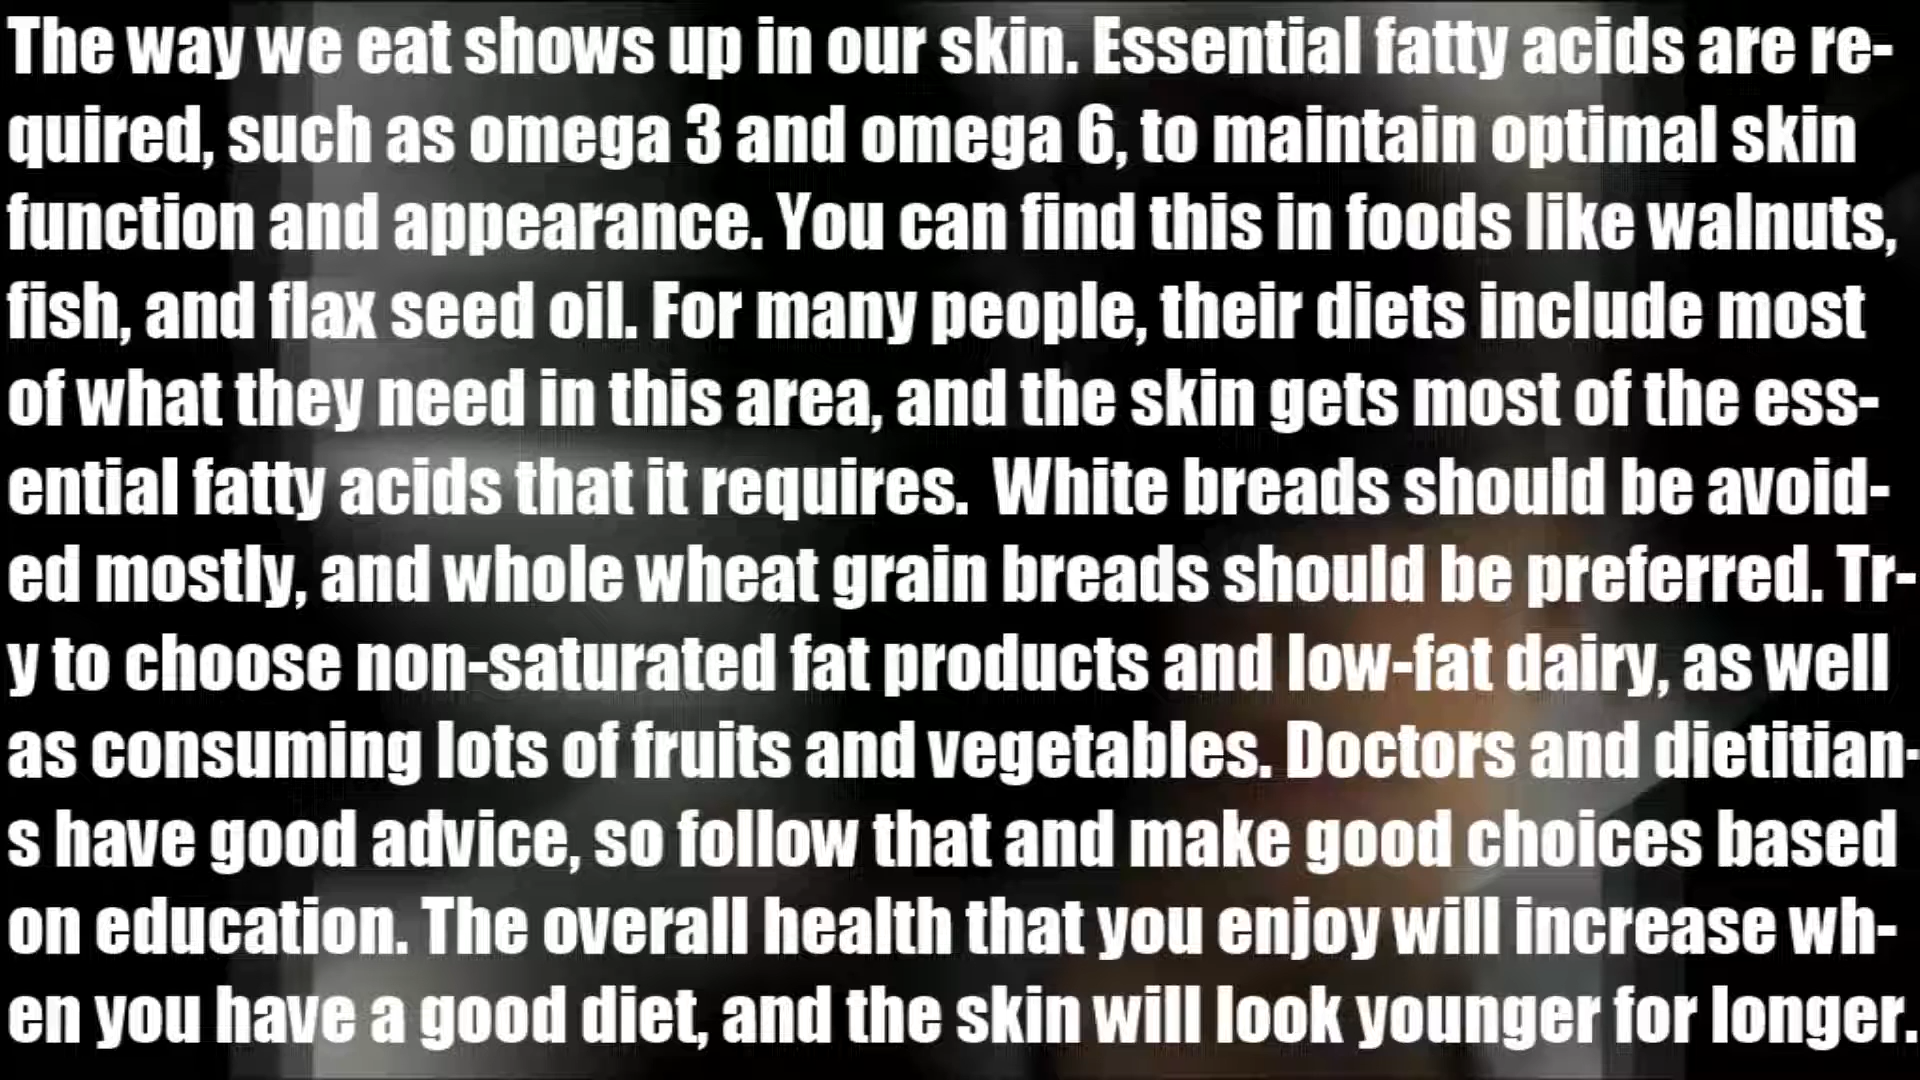 The way we eat shows up in our skin. Essential fatty acids are re-
quired, such as omega 3 and omega 6, to maintain optimal skin
function and appearance. You can find this in foods like walnuts,
fish, and flax seed oil. For many people, their diets include most
of what they need in this area, and the skin gets most of the ess-
ential fatty acids that it requires.  White breads should be avoid-
ed mostly, and whole wheat grain breads should be preferred. Tr-
y to choose non-saturated fat products and low-fat dairy, as well
as consuming lots of fruits and vegetables. Doctors and dietitian-
s have good advice, so follow that and make good choices based
on education. The overall health that you enjoy will increase wh-
en you have a good diet, and the skin will look younger for longer.